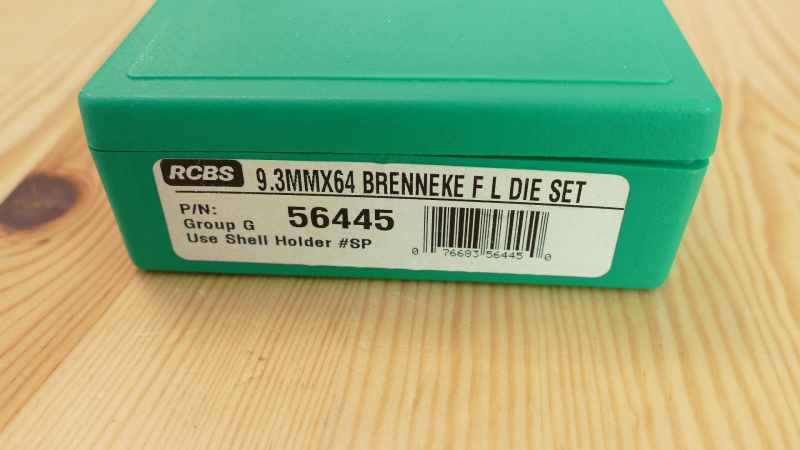 RCBS 9.3MMX64 BRENNEKE F L DIE SET
P/N: 56445
Group G
Use Shell Holder #SP
0 76683 56445 0